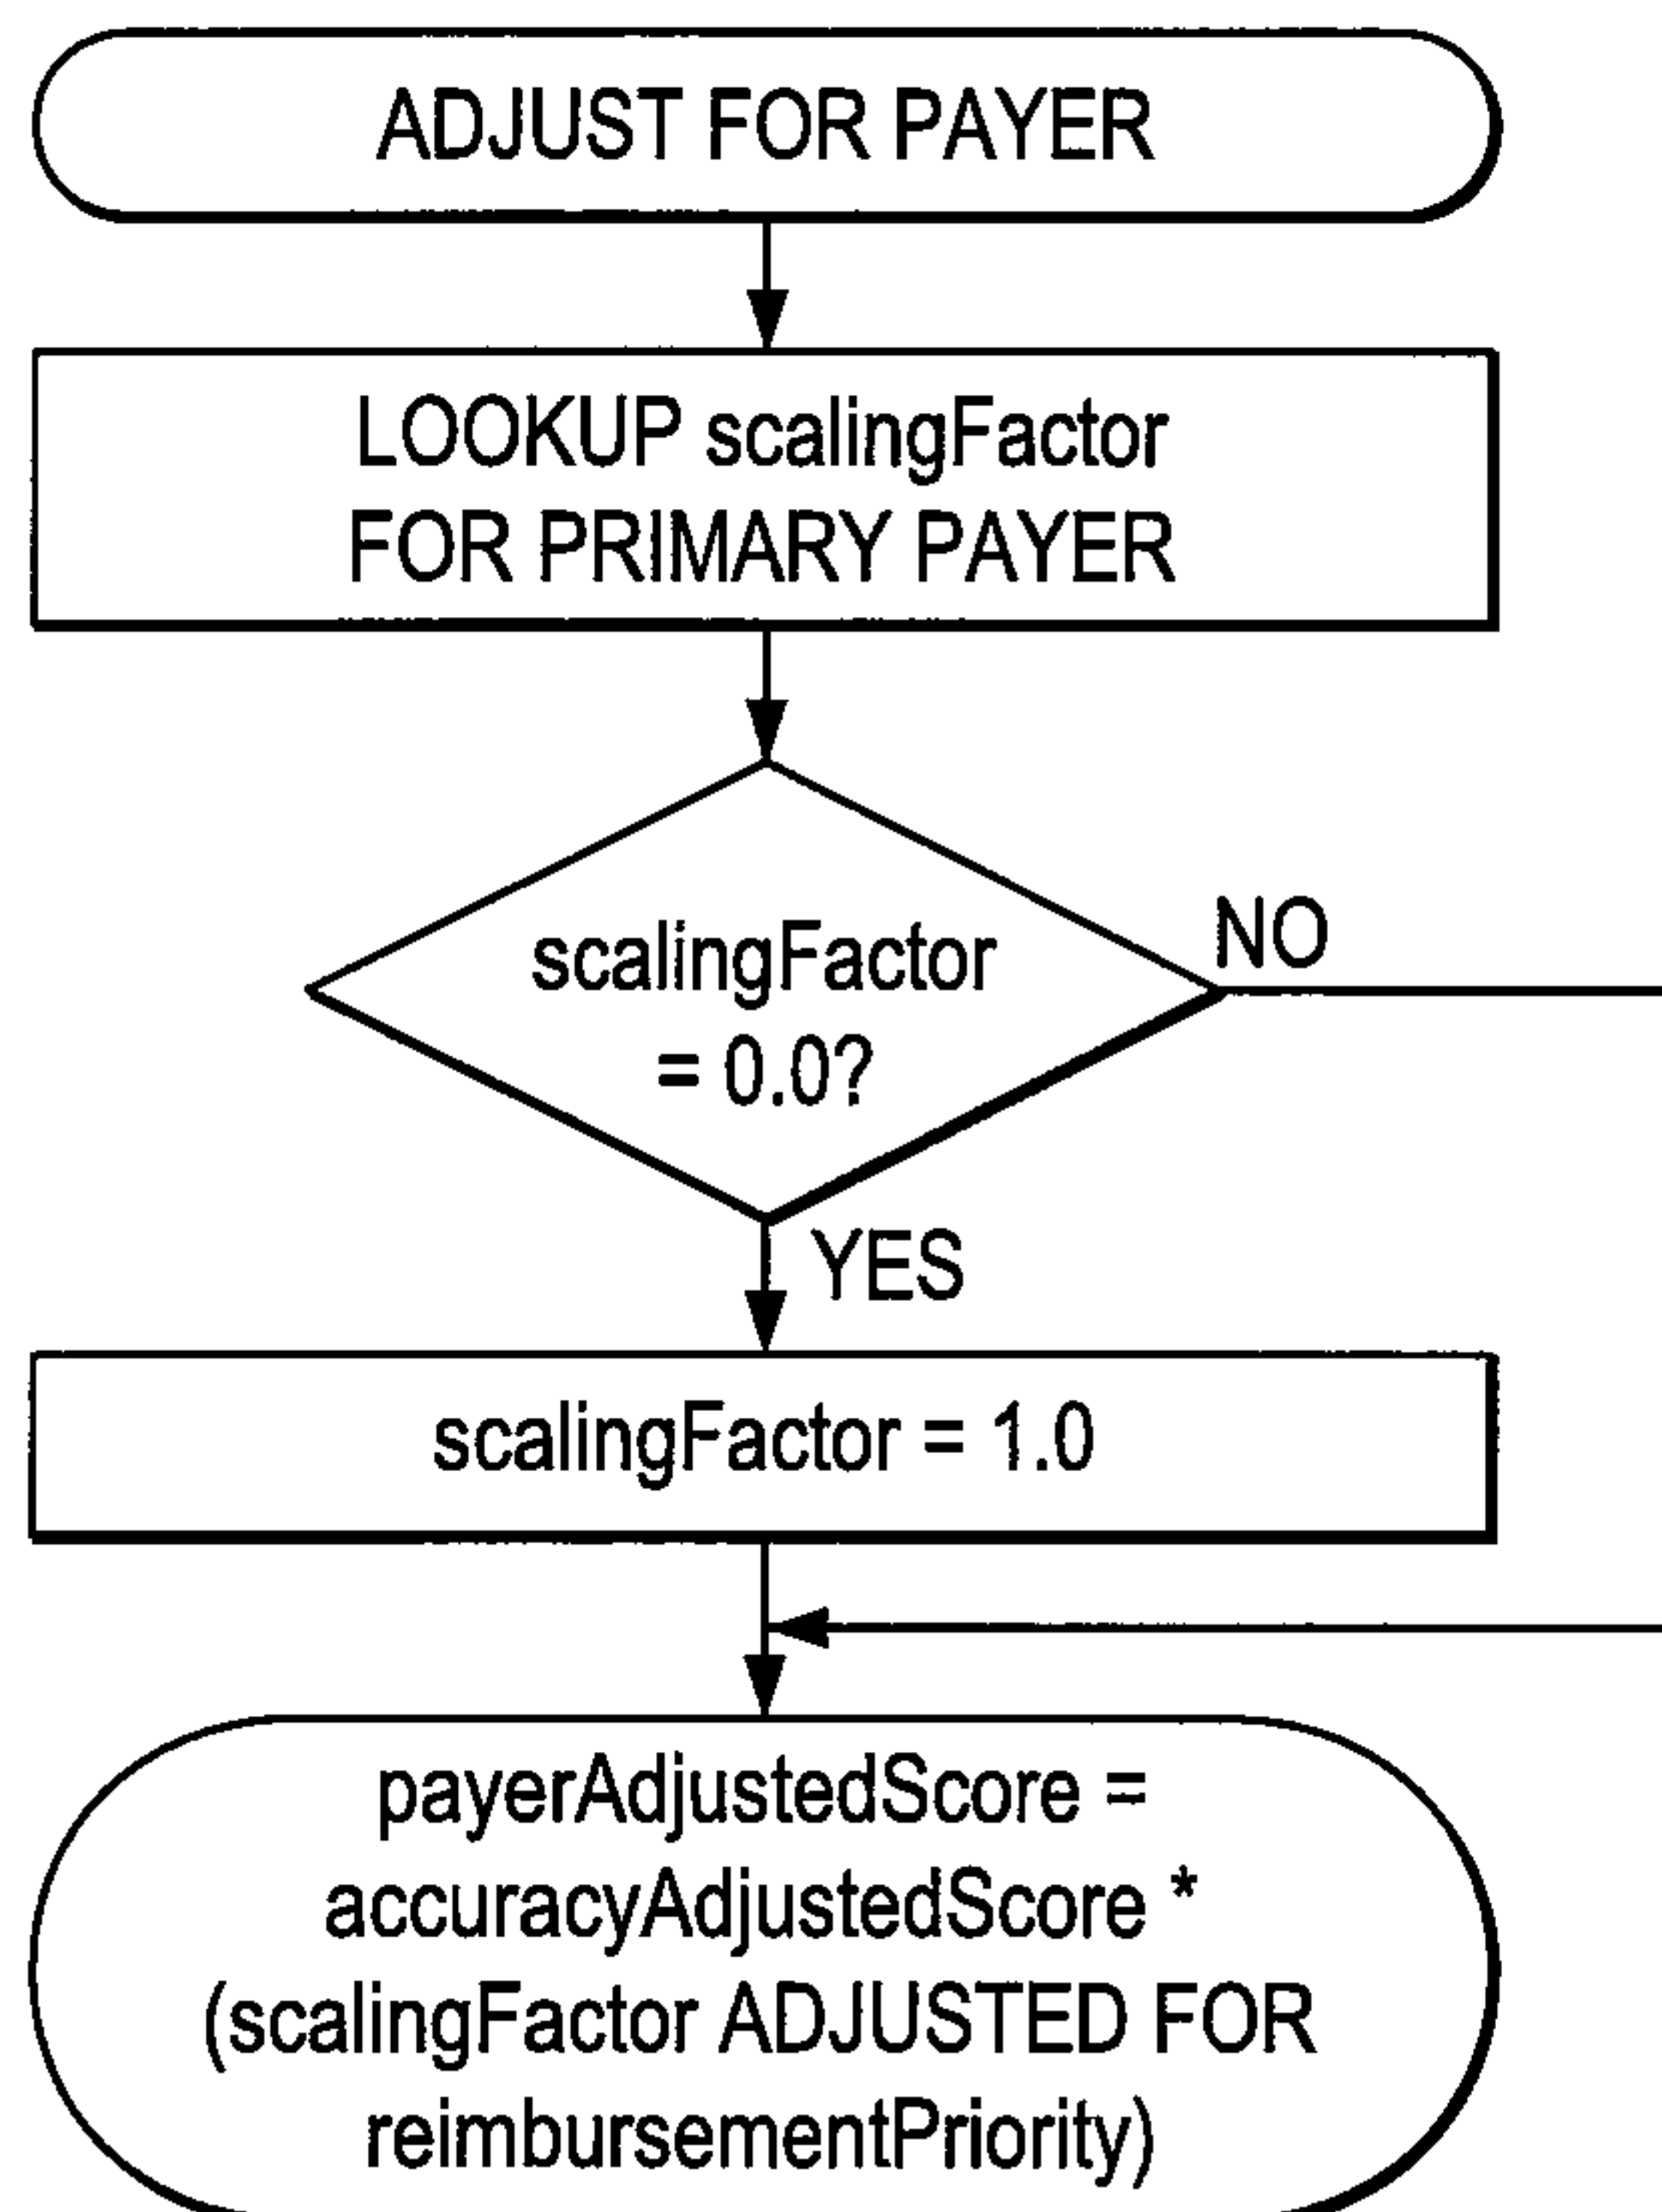 ADJUST FOR PAYER
LOOKUP scalingFactor
FOR PRIMARY PAYER
scalingFactor
= 0.0?
NO
YES
scalingFactor = 1.0
payerAdjustedScore =
accuracyAdjustedScore *
(scalingFactor ADJUSTED FOR
reimbursementPriority)